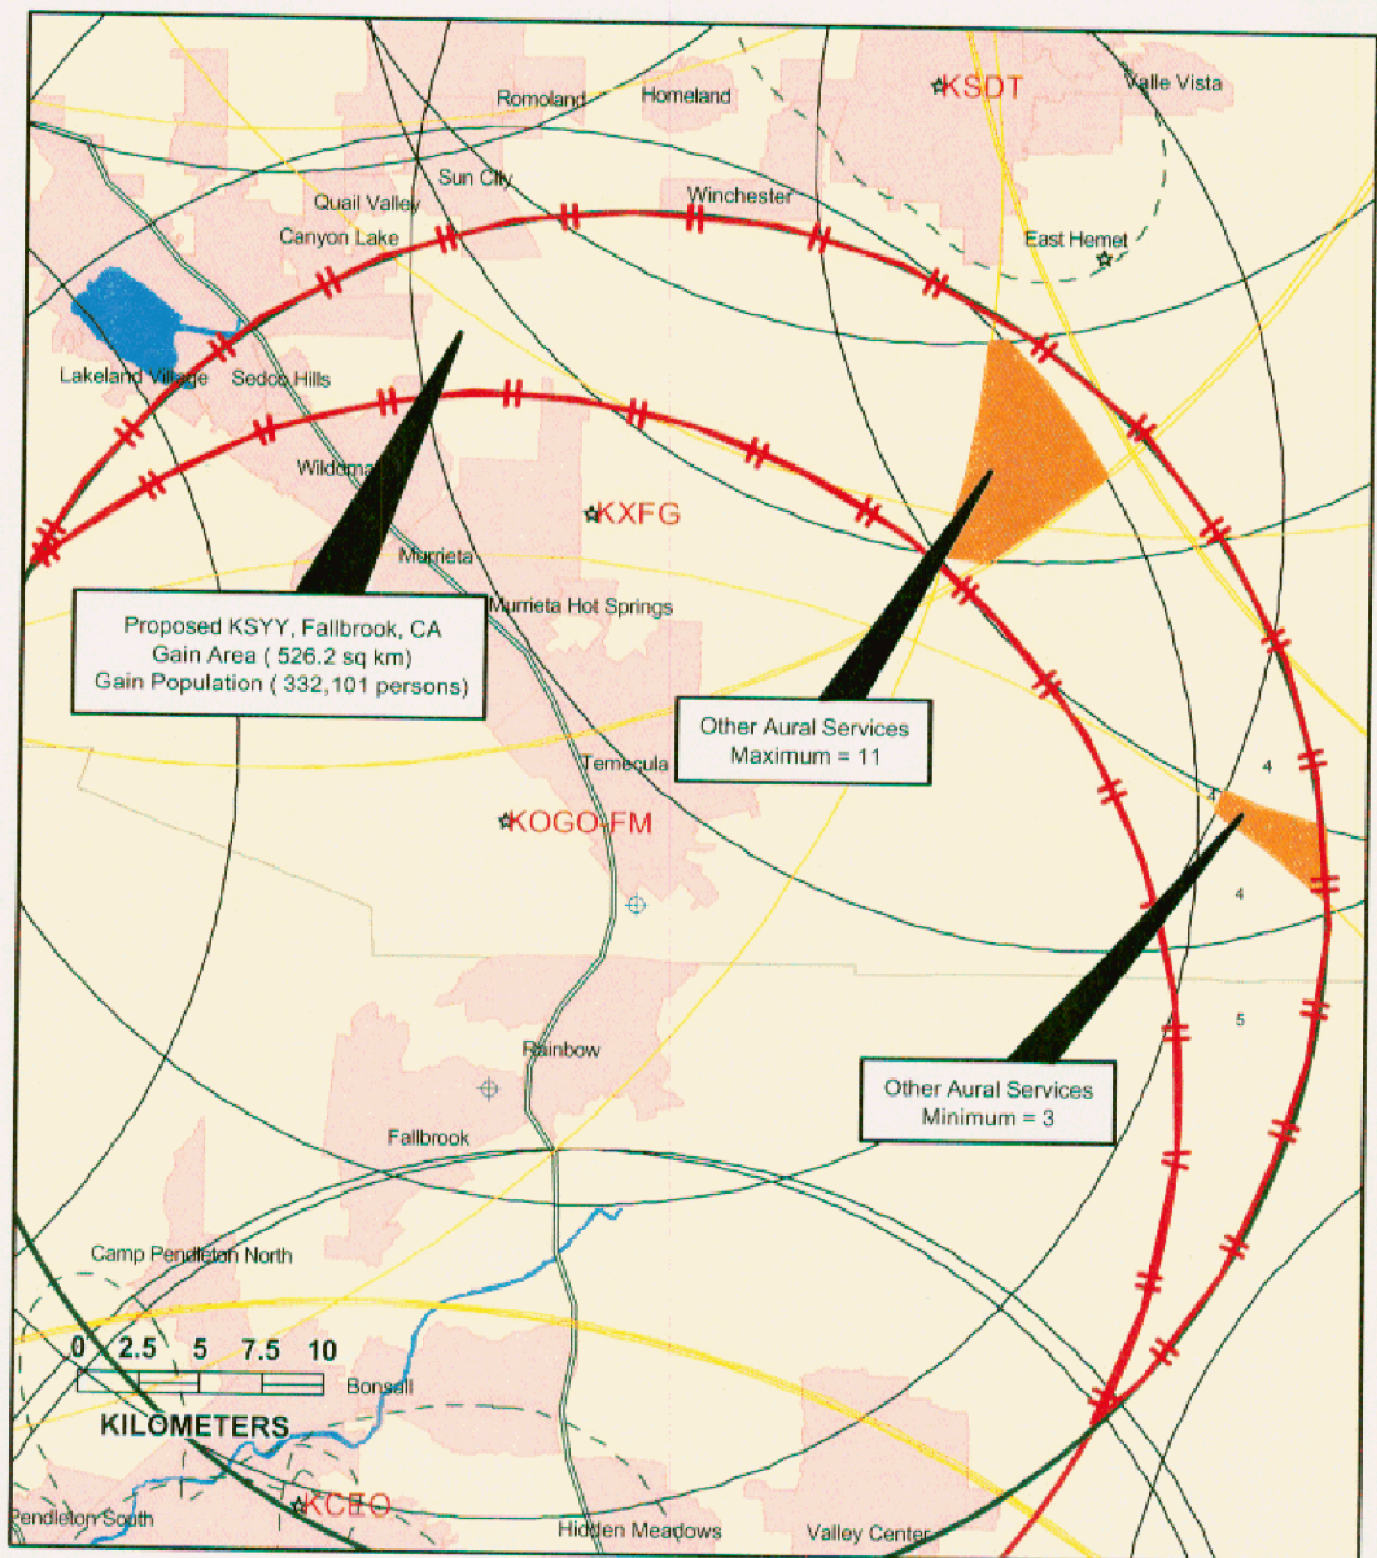 KSDT
Valle Vista
Romoland
Homeland
Sun City
Winchester
Quail Valley
Canyon Lake
East Hemet
Lakeland Village
Sedco Hills
Wildomar
KXFG
Murrieta
Murrieta Hot Springs
Proposed KSYY, Fallbrook, CA
Gain Area ( 526.2 sq km)
Gain Population ( 332,101 persons)
Other Aural Services
Maximum = 11
Temecula
4
4
KOGO-FM
4
5
Rainbow
Other Aural Services
Minimum = 3
Fallbrook
Camp Pendleton North
0 2.5 5 7.5 10
Bonsall
KILOMETERS
KCEO
Pendleton South
Hidden Meadows
Valley Center